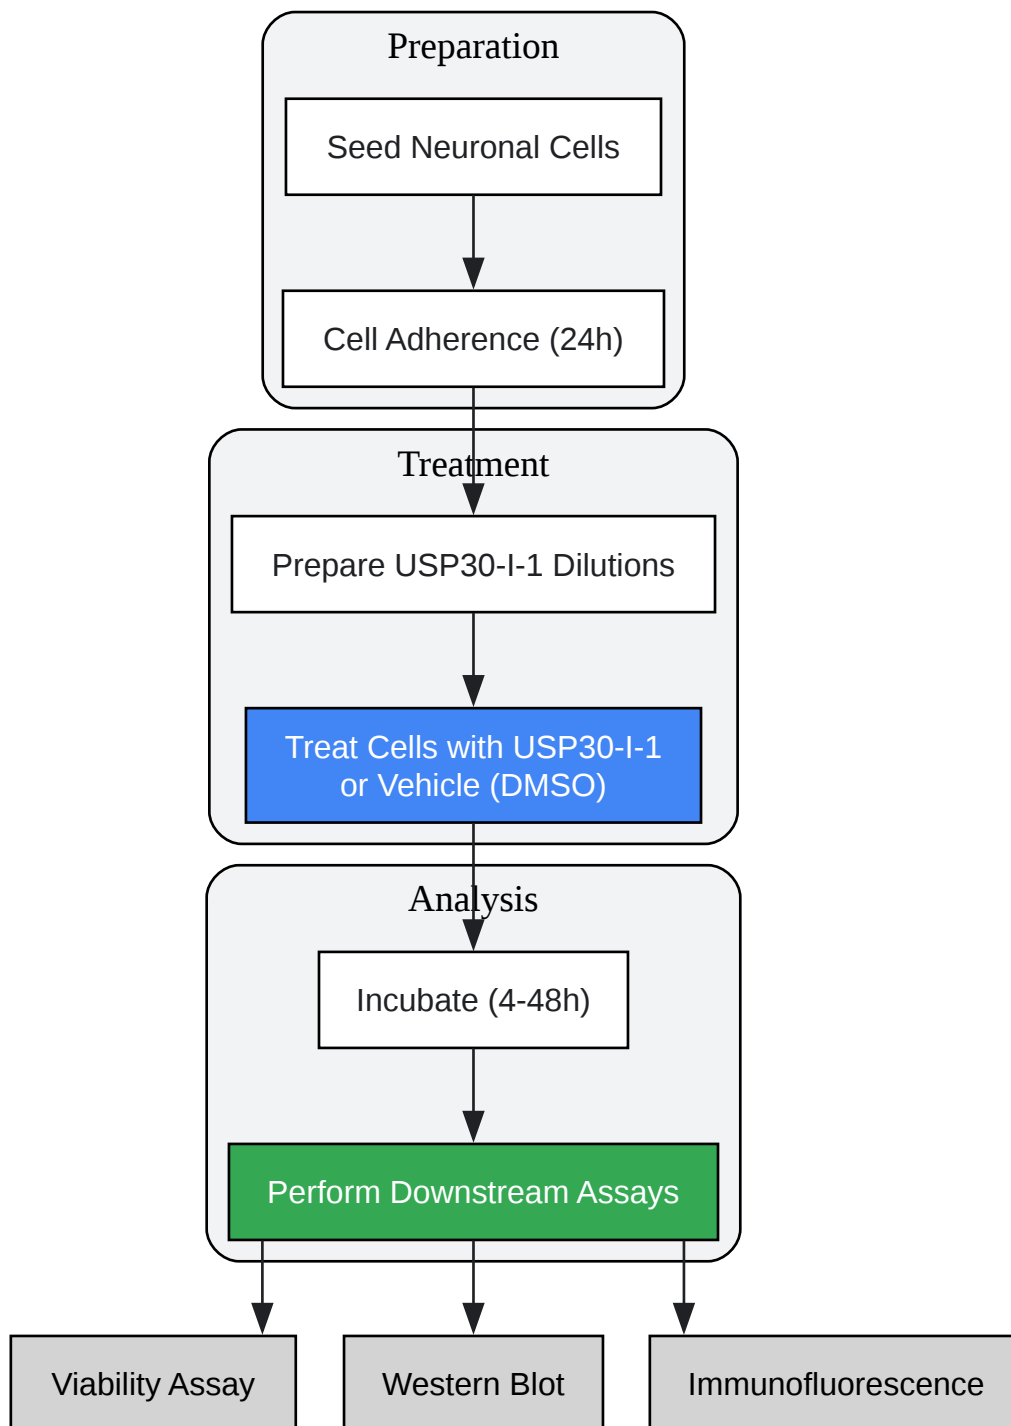 Preparation
Seed Neuronal Cells
Cell Adherence (24h)
Treatment
Prepare USP30-I-1 Dilutions
Treat Cells with USP30-I-1
or Vehicle (DMSO)
Analysis
Incubate (4-48h)
Perform Downstream Assays
Viability Assay
Western Blot
Immunofluorescence